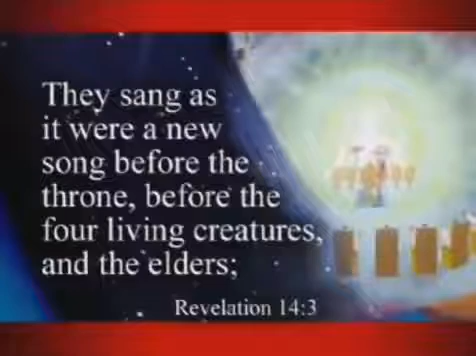 They sang as
it were a new
song before the
throne, before the
four living creatures,
and the elders;
Revelation 14:3